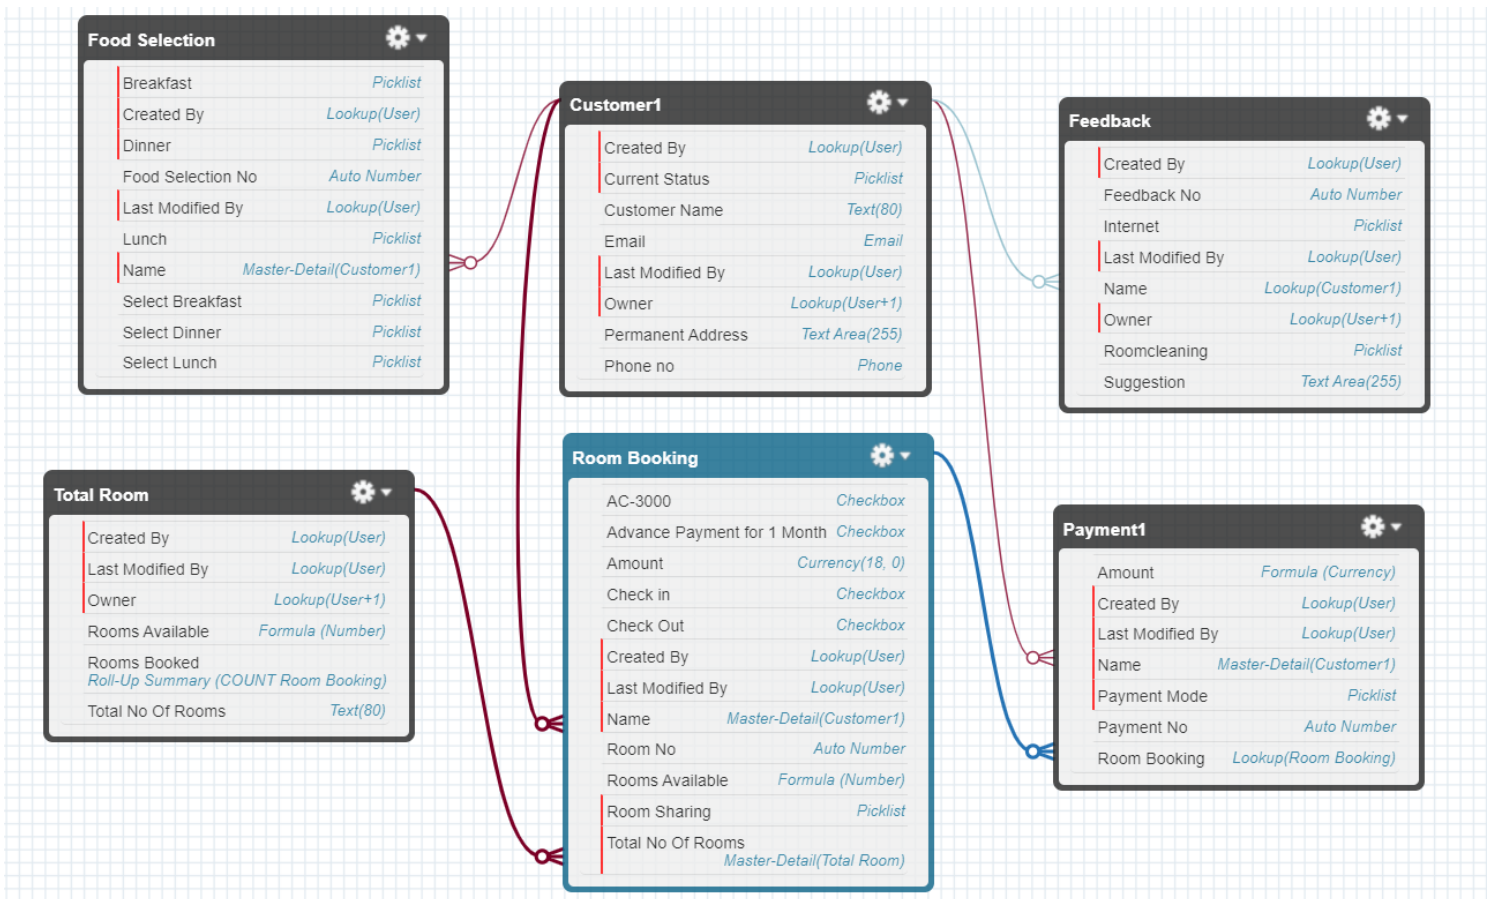 Food Selection
Breakfast Picklist
Created By Lookup(User)
Dinner Picklist
Food Selection No Auto Number
Last Modified By Lookup(User)
Lunch Picklist
Name Master-Detail(Customer1)
Select Breakfast Picklist
Select Dinner Picklist
Select Lunch Picklist
Customer1
Created By Lookup(User)
Current Status Picklist
Customer Name Text(80)
Email Email
Last Modified By Lookup(User)
Owner Lookup(User+1)
Permanent Address Text Area(255)
Phone no Phone
Feedback
Created By Lookup(User)
Feedback No Auto Number
Internet Picklist
Last Modified By Lookup(User)
Name Lookup(Customer1)
Owner Lookup(User+1)
Roomcleaning Picklist
Suggestion Text Area(255)
Total Room
Created By Lookup(User)
Last Modified By Lookup(User)
Owner Lookup(User+1)
Rooms Available Formula (Number)
Rooms Booked
Roll-Up Summary (COUNT Room Booking)
Total No Of Rooms Text(80)
Room Booking
AC-3000 Checkbox
Advance Payment for 1 Month Checkbox
Amount Currency(18, 0)
Check in Checkbox
Check Out Checkbox
Created By Lookup(User)
Last Modified By Lookup(User)
Name Master-Detail(Customer1)
Room No Auto Number
Rooms Available Formula (Number)
Room Sharing Picklist
Total No Of Rooms
Master-Detail(Total Room)
Payment1
Amount Formula (Currency)
Created By Lookup(User)
Last Modified By Lookup(User)
Name Master-Detail(Customer1)
Payment Mode Picklist
Payment No Auto Number
Room Booking Lookup(Room Booking)